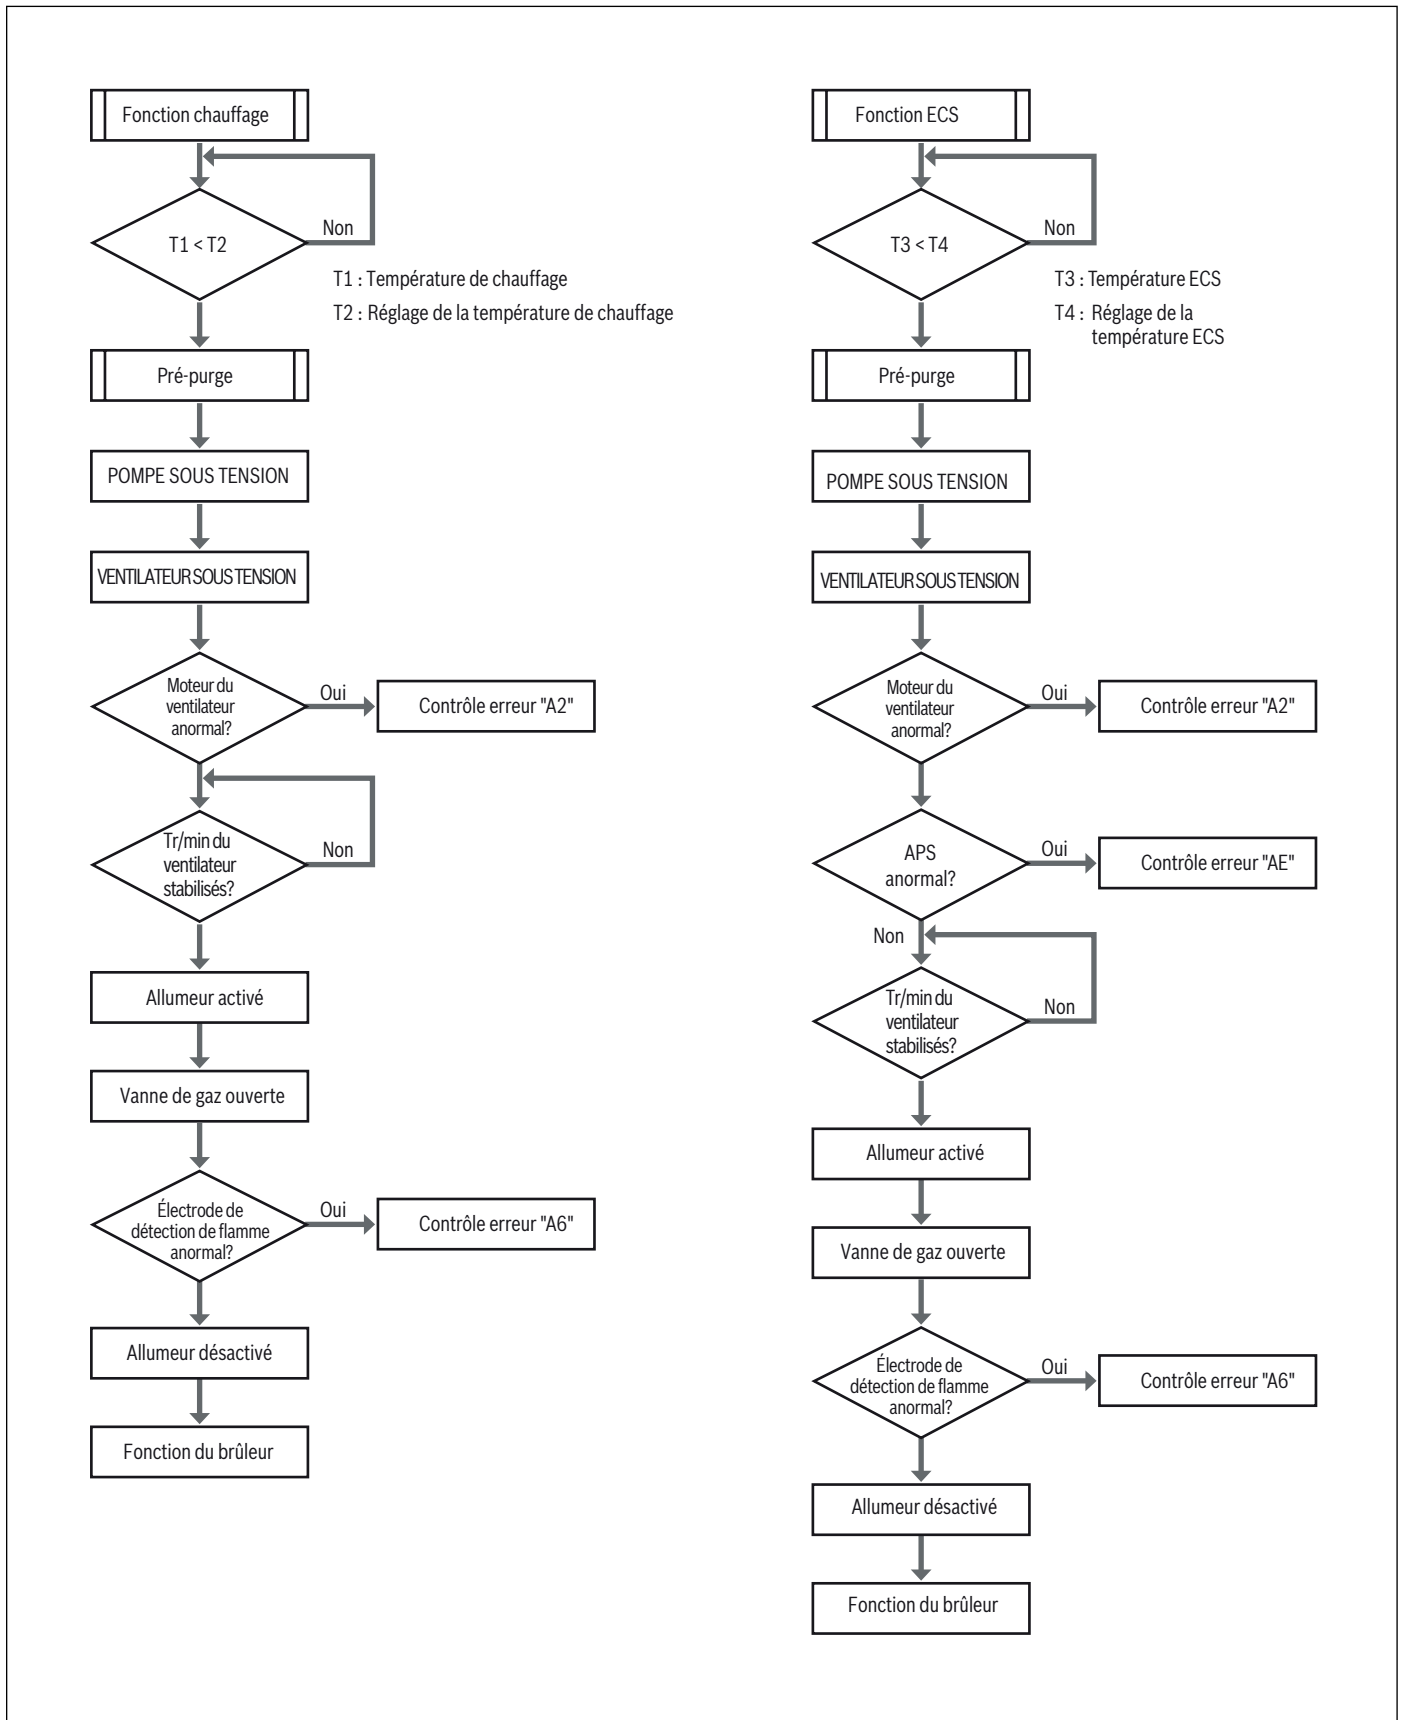 Fonction chauffage
T1 < T2
Non
T1 : Température de chauffage
T2 : Réglage de la température de chauffage
Pré-purge
POMPE SOUS TENSION
VENTILATEUR SOUS TENSION
Moteur du
ventilateur
anormal?
Oui
Contrôle erreur "A2"
Tr/min du
ventilateur
stabilisés?
Non
Allumeur activé
Vanne de gaz ouverte
Électrode de
détection de flamme
anormal?
Oui
Contrôle erreur "A6"
Allumeur désactivé
Fonction du brûleur
Fonction ECS
T3 < T4
Non
T3 : Température ECS
T4 : Réglage de la
température ECS
Pré-purge
POMPE SOUS TENSION
VENTILATEUR SOUS TENSION
Moteur du
ventilateur
anormal?
Oui
Contrôle erreur "A2"
APS
anormal?
Oui
Contrôle erreur "AE"
Non
Tr/min du
ventilateur
stabilisés?
Non
Allumeur activé
Vanne de gaz ouverte
Électrode de
détection de flamme
anormal?
Oui
Contrôle erreur "A6"
Allumeur désactivé
Fonction du brûleur